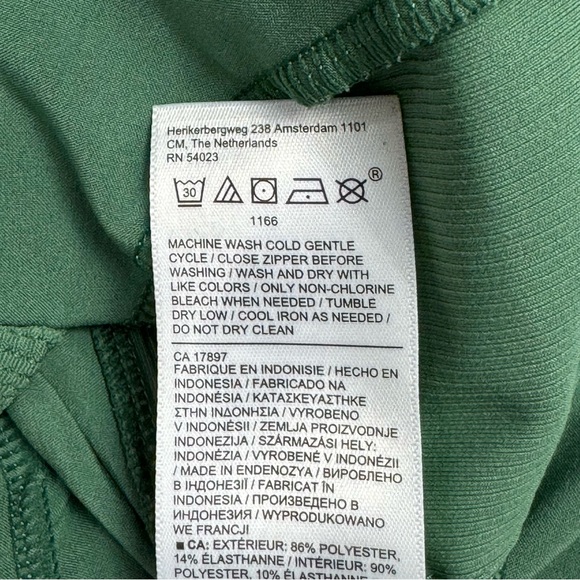 Herikerbergweg 238 Amsterdam 1101
CM, The Netherlands
RN 54023
30
®
1166
MACHINE WASH COLD GENTLE
CYCLE / CLOSE ZIPPER BEFORE
WASHING / WASH AND DRY WITH
LIKE COLORS / ONLY NON-CHLORINE
BLEACH WHEN NEEDED / TUMBLE
DRY LOW / COOL IRON AS NEEDED /
DO NOT DRY CLEAN
CA 17897
FABRIQUE EN INDONISIE / HECHO EN
INDONESIA / FABRICADO NA
INDONÉSIA / ΚΑΤΑΣΚΕΥΑΣΤΗΚΕ
ΣΤΗΝ ΙΝΔΟΝΗΣΙΑ / VYROBENO
V INDONÉSII / ZEMLJA PROIZVODNJE
INDONEZIJA / SZÁRMAZÁSI HELY:
INDONÉZIA / VYROBENÉ V INDONÉZII
/ MADE IN ENDENOZYA / ВИРОБЛЕНО
В ІНДОНЕЗІЇ / FABRICAT ÎN
INDONESIA / ПРОИЗВЕДЕНО В
ИНДОНЕЗИЯ / WYPRODUKOWANO
WE FRANCJI
■ CA: EXTÉRIEUR: 86% POLYESTER,
14% ÉLASTHANNE / INTÉRIEUR: 90%
POLYESTER, 10% ÉLASTHANNE